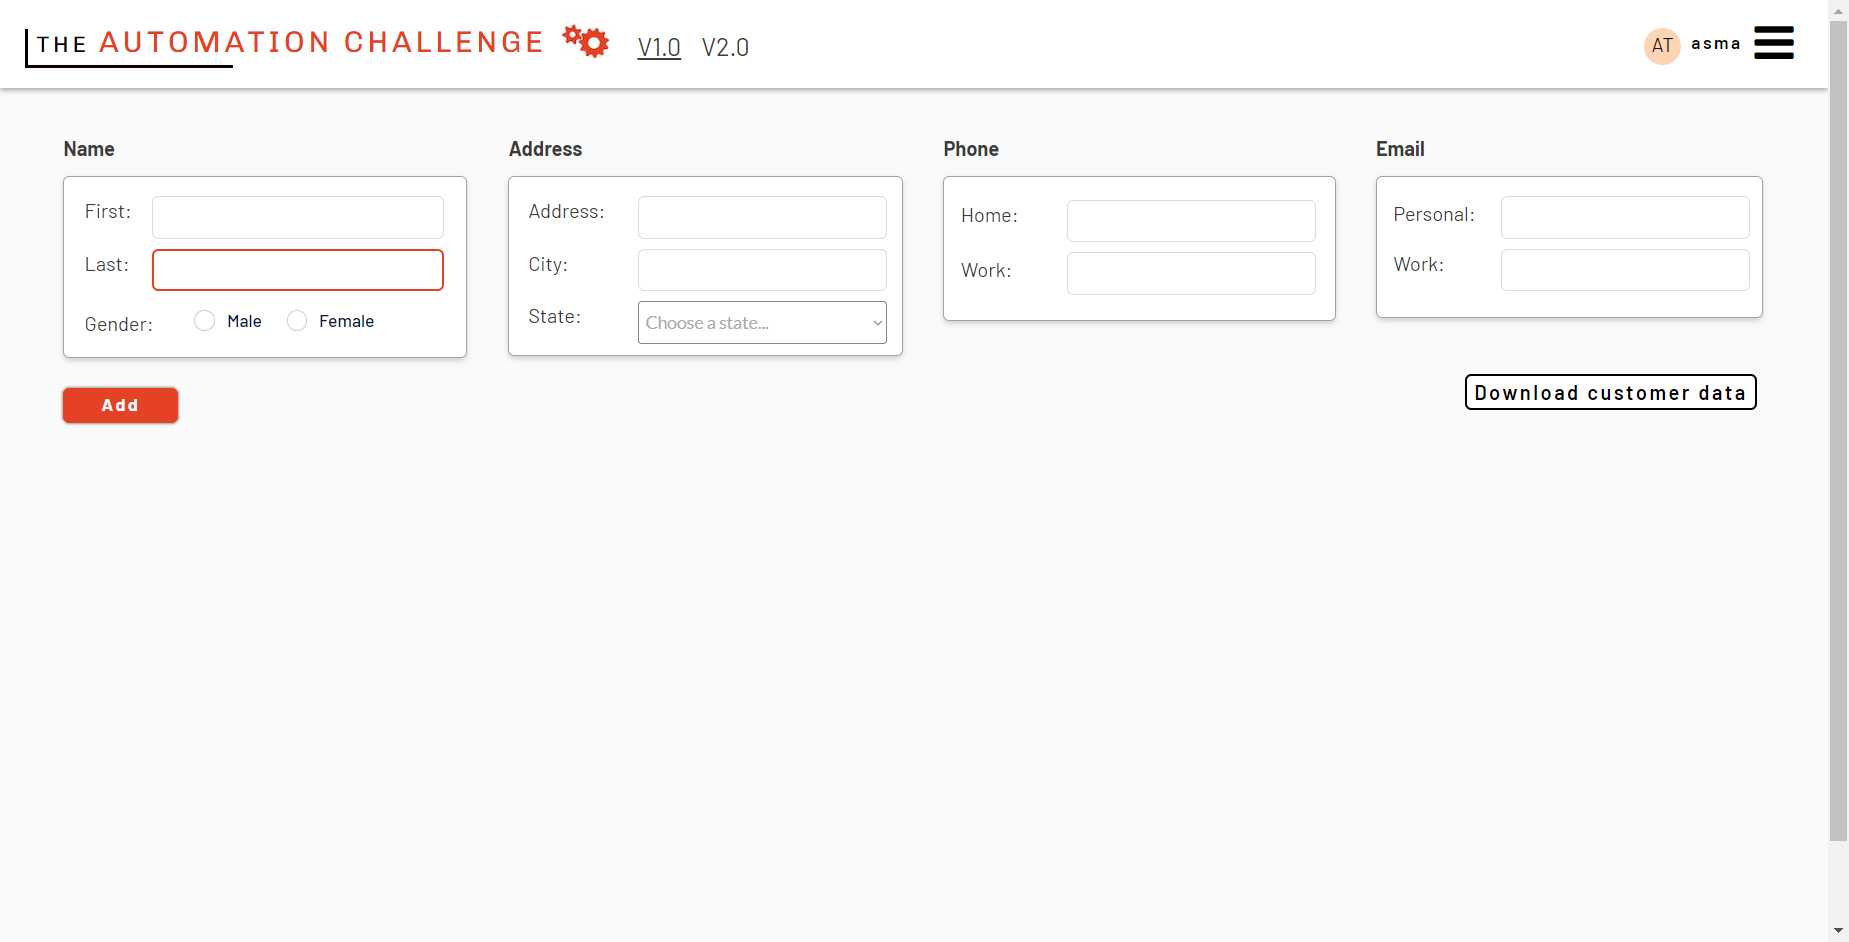 THE AUTOMATION CHALLENGE V1.0 V2.0 AT asma
Name
First:
Last:
Gender: Male Female
Address
Address:
City:
State: Choose a state...
Phone
Home:
Work:
Email
Personal:
Work:
Add
Download customer data